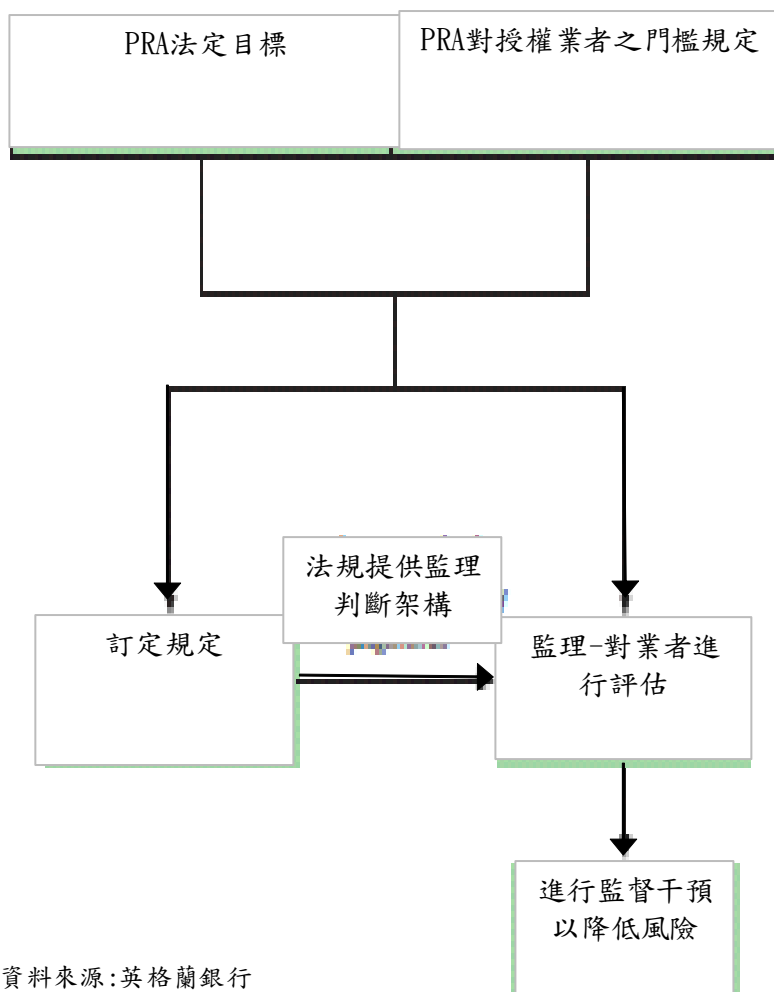 PRA法定目標
PRA對授權業者之門檻規定
法規提供監理
判斷架構
訂定規定
監理-對業者進
行評估
進行監督干預
以降低風險
資料來源:英格蘭銀行